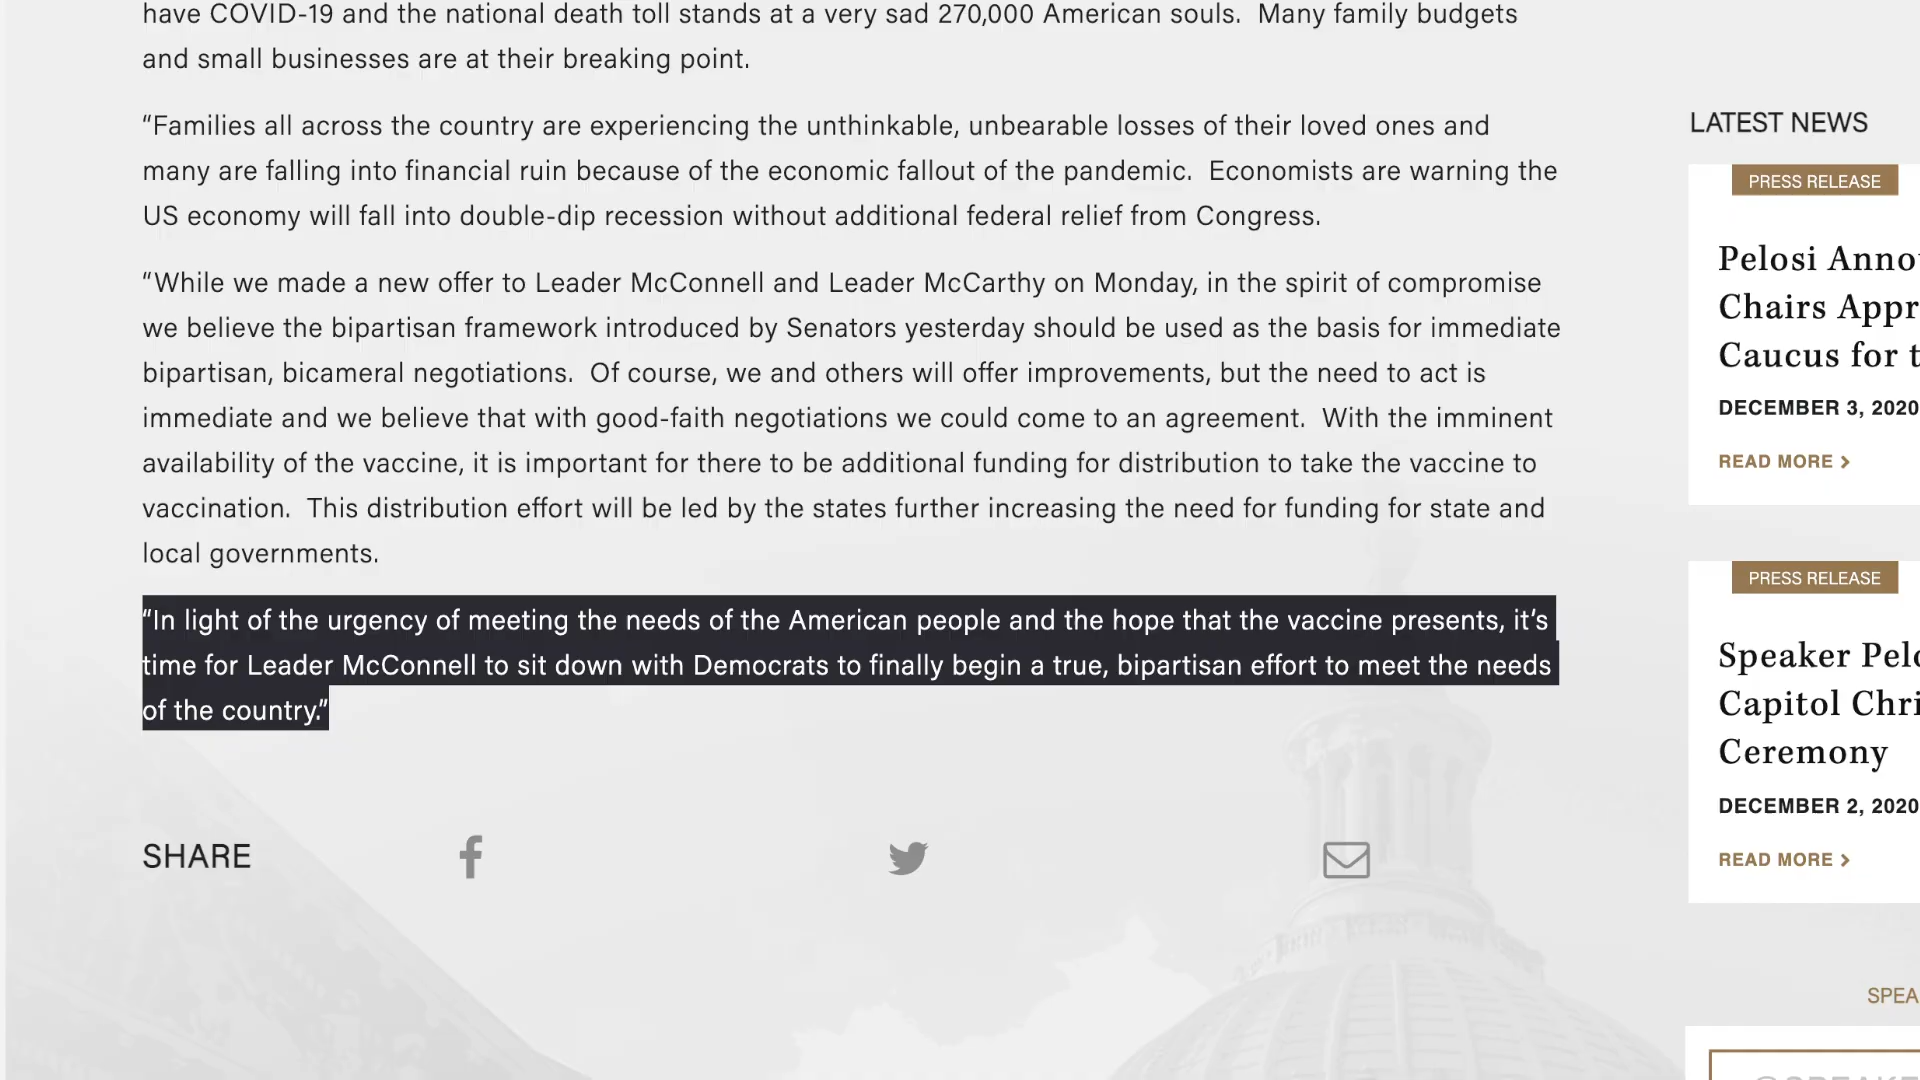 have COVID-19 and the national death toll stands at a very sad 270,000 American souls.  Many family budgets
and small businesses are at their breaking point.
“Families all across the country are experiencing the unthinkable, unbearable losses of their loved ones and
many are falling into financial ruin because of the economic fallout of the pandemic.  Economists are warning the
US economy will fall into double-dip recession without additional federal relief from Congress.
“While we made a new offer to Leader McConnell and Leader McCarthy on Monday, in the spirit of compromise
we believe the bipartisan framework introduced by Senators yesterday should be used as the basis for immediate
bipartisan, bicameral negotiations.  Of course, we and others will offer improvements, but the need to act is
immediate and we believe that with good-faith negotiations we could come to an agreement.  With the imminent
availability of the vaccine, it is important for there to be additional funding for distribution to take the vaccine to
vaccination.  This distribution effort will be led by the states further increasing the need for funding for state and
local governments.
“In light of the urgency of meeting the needs of the American people and the hope that the vaccine presents, it’s
time for Leader McConnell to sit down with Democrats to finally begin a true, bipartisan effort to meet the needs
of the country.”
SHARE
LATEST NEWS
PRESS RELEASE
Pelosi Anno
Chairs Appr
Caucus for t
DECEMBER 3, 2020
READ MORE >
PRESS RELEASE
Speaker Pelo
Capitol Chri
Ceremony
DECEMBER 2, 2020
READ MORE >
SPEA